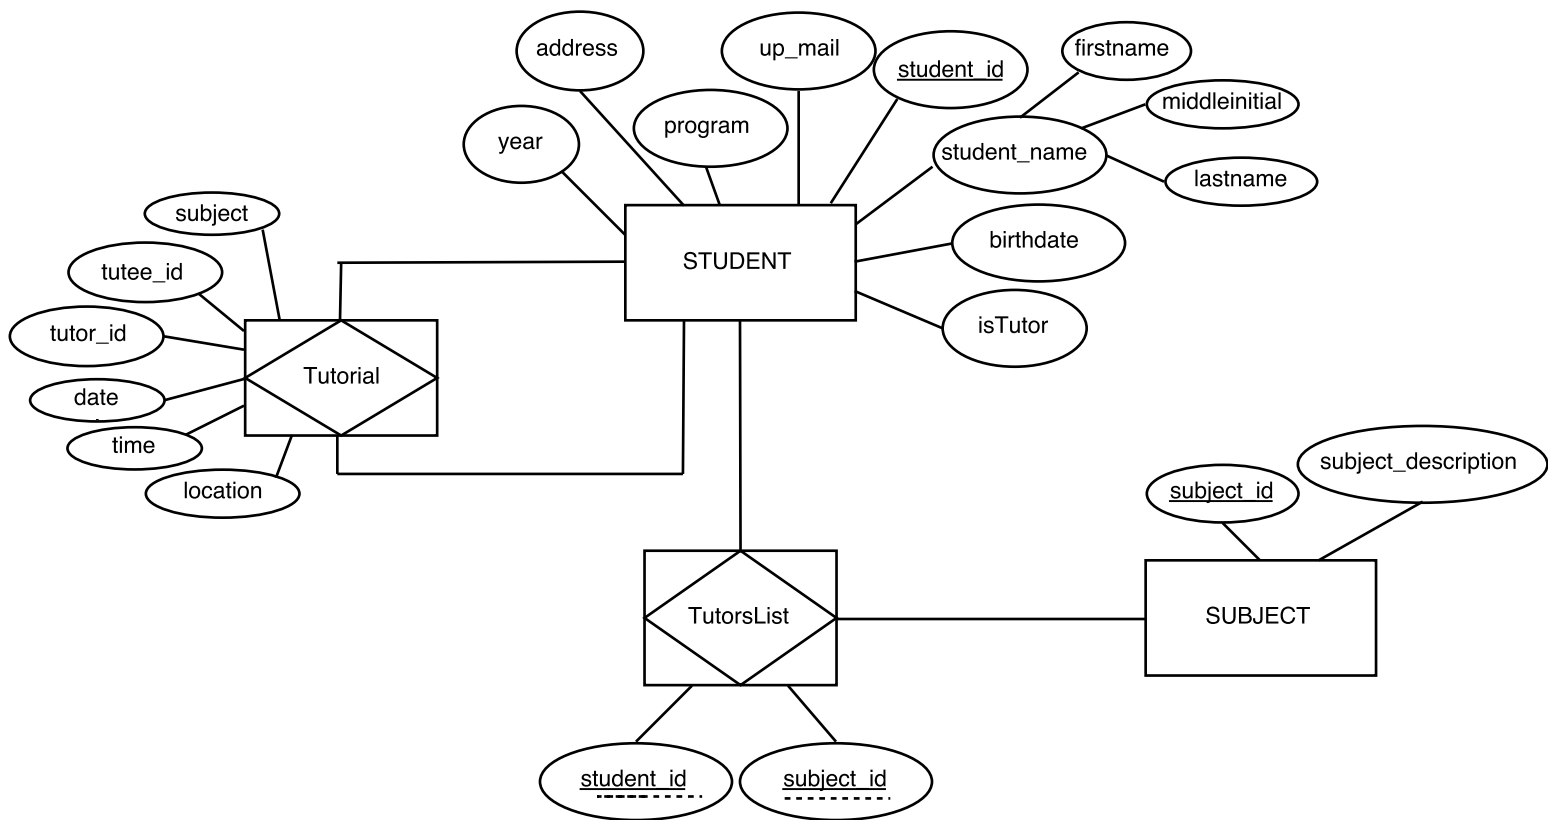 address
up_mail
student_id
firstname
middleinitial
program
year
student_name
lastname
subject
birthdate
STUDENT
tutee_id
tutor_id
isTutor
Tutorial
date
time
location
subject_id
subject_description
TutorsList
SUBJECT
student_id
subject_id